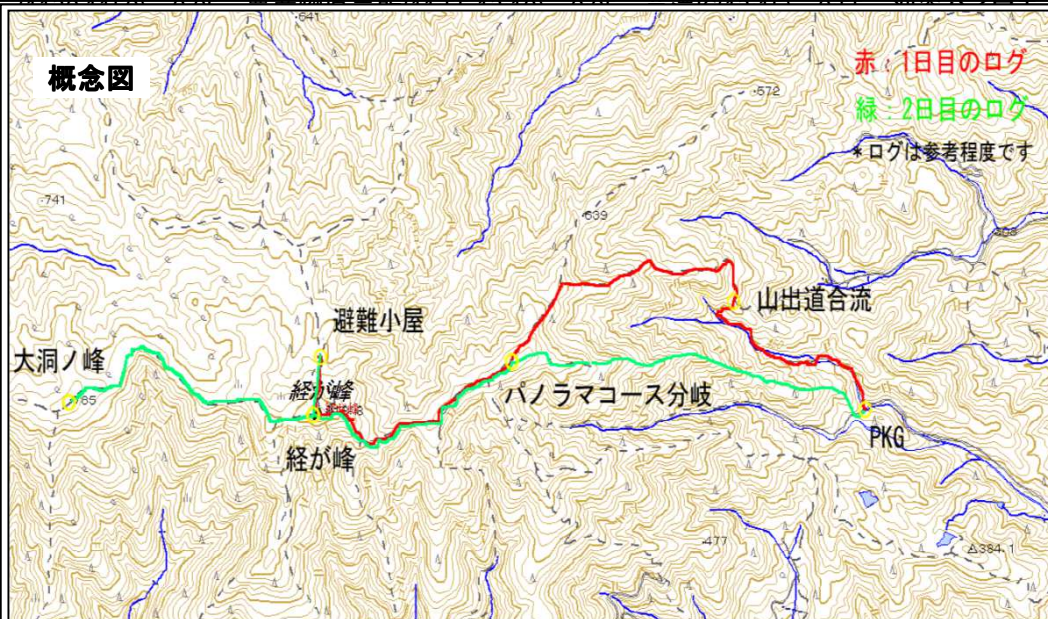 541
概念図
赤：1日目のログ
572
緑：2日目のログ
＊ログは参考程度です
741
639
山出道合流
避難小屋
大洞ノ峰
経が峰
パノラマコース分岐
765
経が峰
PKG
477
384.1